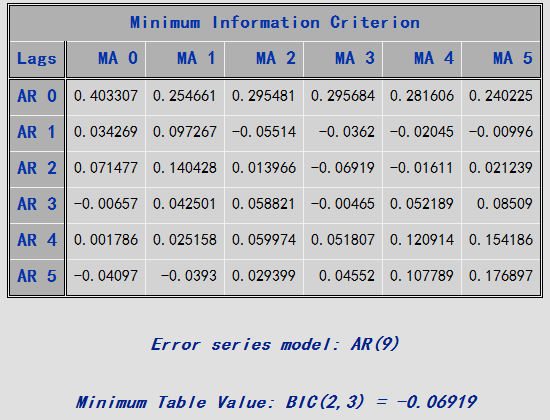 Minimum Information Criterion
Lags MA 0 MA 1 MA 2 MA 3 MA 4 MA 5
AR 0 0.403307 0.254661 0.295481 0.295684 0.281606 0.240225
AR 1 0.034269 0.097267 -0.05514 -0.0362 -0.02045 -0.00996
AR 2 0.071477 0.140428 0.013966 -0.06919 -0.01611 0.021239
AR 3 -0.00657 0.042501 0.058821 -0.00465 0.052189 0.08509
AR 4 0.001786 0.025158 0.059974 0.051807 0.120914 0.154186
AR 5 -0.04097 -0.0393 0.029399 0.04552 0.107789 0.176897
Error series model: AR(9)
Minimum Table Value: BIC(2,3) = -0.06919